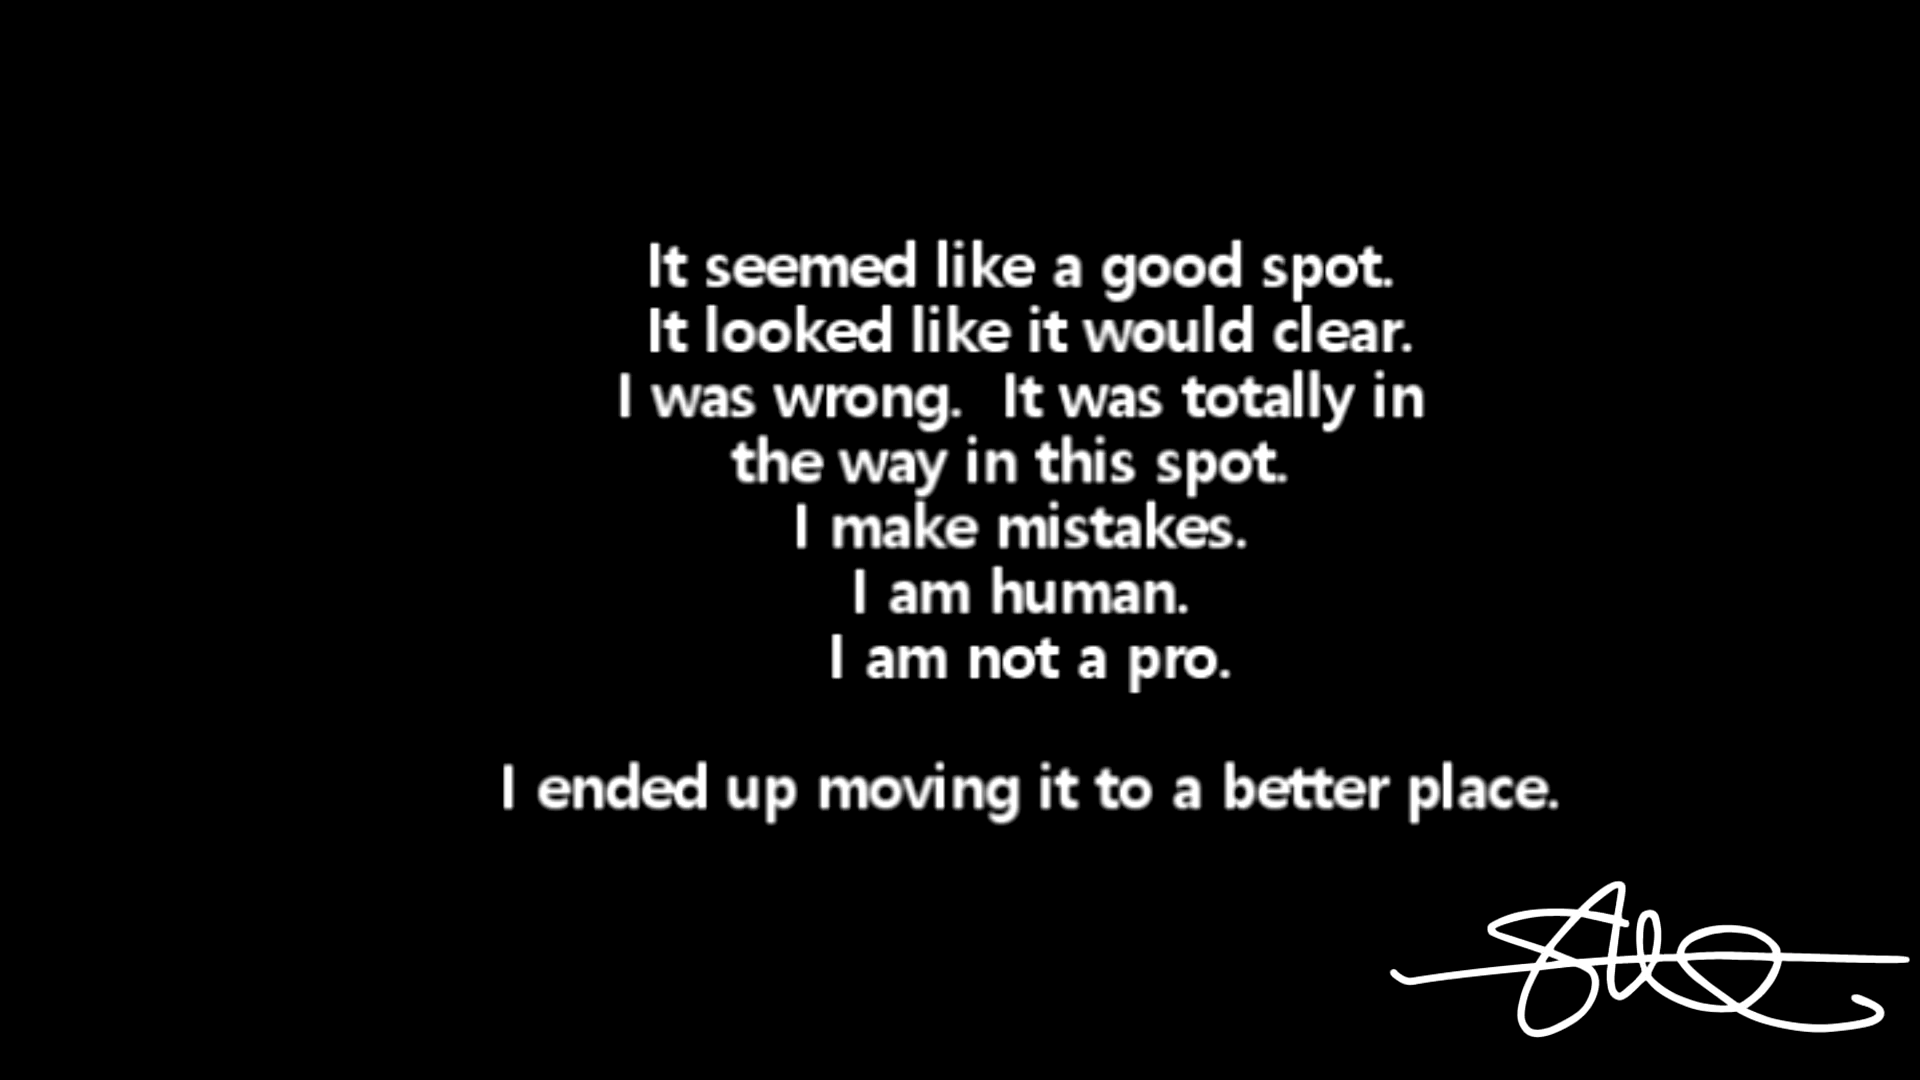 It seemed like a good spot.
It looked like it would clear.
I was wrong.  It was totally in
the way in this spot.
I make mistakes.
I am human.
I am not a pro.
I ended up moving it to a better place.